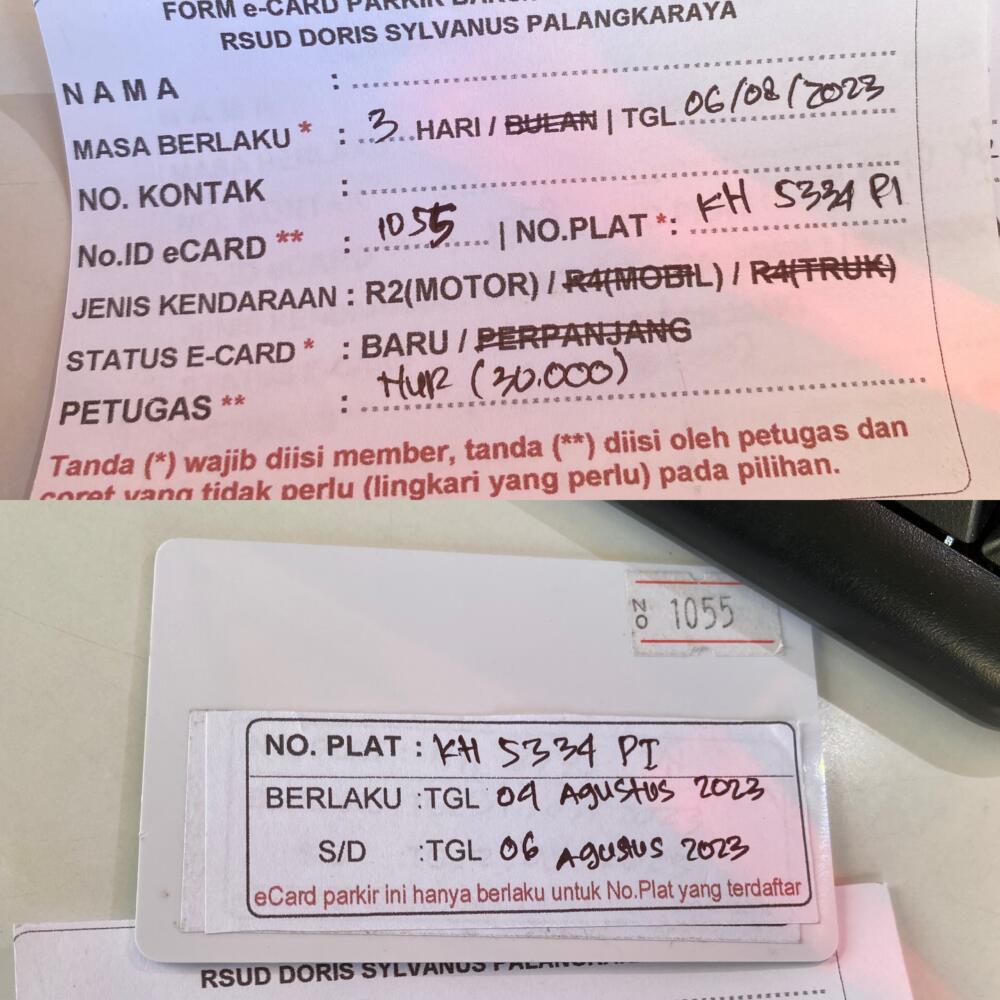 FORM e-CARD PARKIR
RSUD DORIS SYLVANUS PALANGKARAYA
N A M A :
MASA BERLAKU * : 3 HARI / BULAN | TGL 06/08/2023
NO. KONTAK :
No.ID eCARD ** : 1055 | NO.PLAT *: KH 5334 PI
JENIS KENDARAAN : R2(MOTOR) / R4(MOBIL) / R4(TRUK)
STATUS E-CARD * : BARU / PERPANJANG
PETUGAS ** : (30.000)
Tanda (*) wajib diisi member, tanda (**) diisi oleh petugas dan
coret yang tidak perlu (lingkari yang perlu) pada pilihan.
NO 1055
NO. PLAT : KH 5334 PI
BERLAKU :TGL 04 Agustus 2023
S/D :TGL 06 Agustus 2023
eCard parkir ini hanya berlaku untuk No.Plat yang terdaftar
RSUD DORIS SYLVANUS